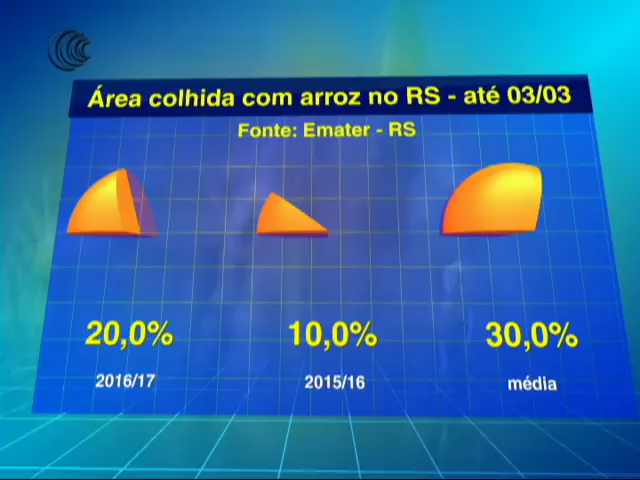 Área colhida com arroz no RS - até 03/03
Fonte: Emater - RS
20,0% 10,0% 30,0%
2016/17 2015/16 média